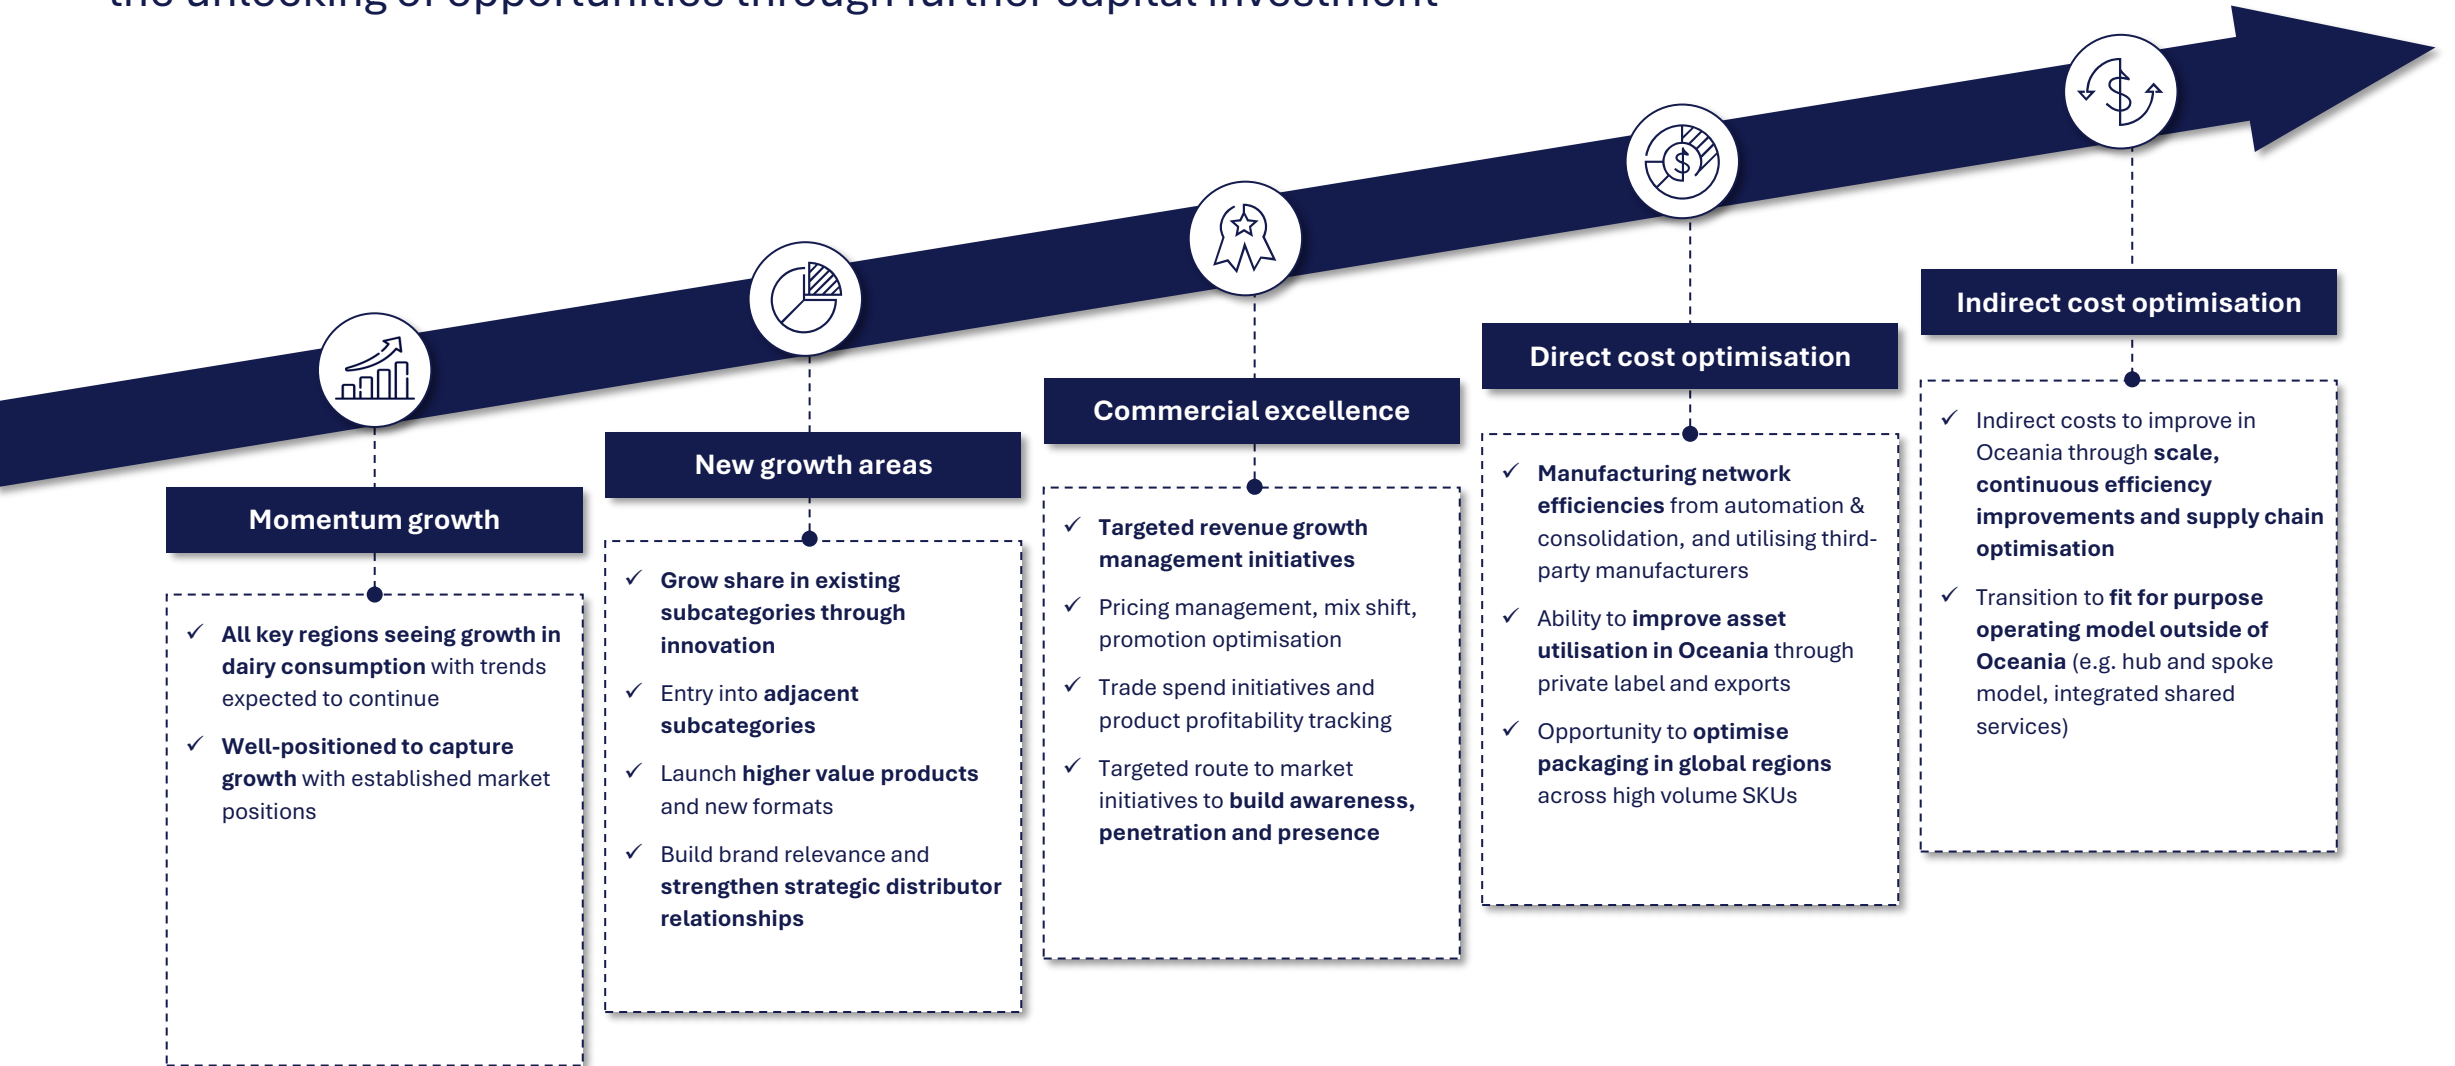 the unlocking of opportunities through further capital investment
Momentum growth
All key regions seeing growth in
dairy consumption with trends
expected to continue
Well-positioned to capture
growth with established market
positions
New growth areas
Grow share in existing
subcategories through
innovation
Entry into adjacent
subcategories
Launch higher value products
and new formats
Build brand relevance and
strengthen strategic distributor
relationships
Commercial excellence
Targeted revenue growth
management initiatives
Pricing management, mix shift,
promotion optimisation
Trade spend initiatives and
product profitability tracking
Targeted route to market
initiatives to build awareness,
penetration and presence
Direct cost optimisation
Manufacturing network
efficiencies from automation &
consolidation, and utilising third-
party manufacturers
Ability to improve asset
utilisation in Oceania through
private label and exports
Opportunity to optimise
packaging in global regions
across high volume SKUs
Indirect cost optimisation
Indirect costs to improve in
Oceania through scale,
continuous efficiency
improvements and supply chain
optimisation
Transition to fit for purpose
operating model outside of
Oceania (e.g. hub and spoke
model, integrated shared
services)